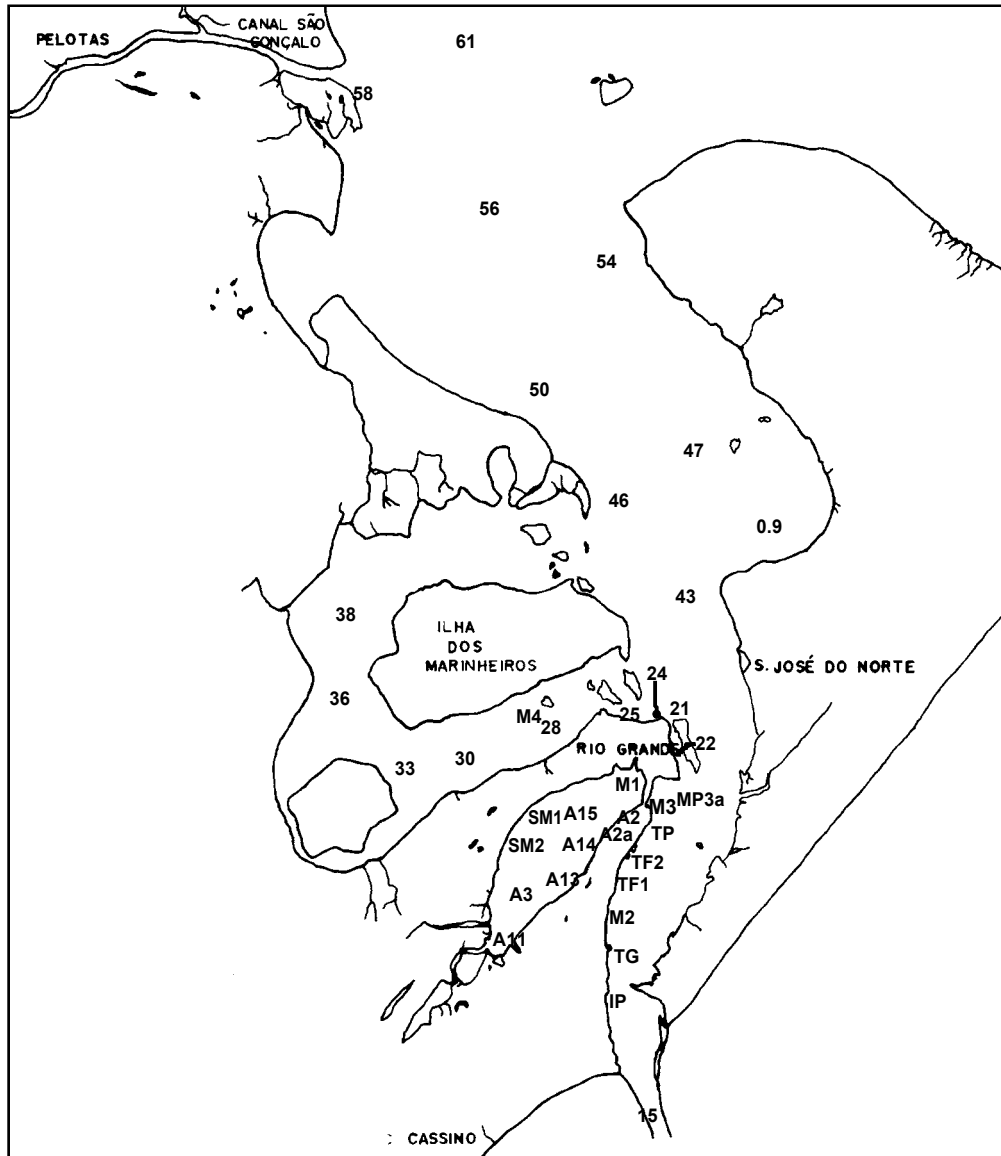 CANAL SÃO
GONÇALO
PELOTAS
61
58
56
54
50
47
46
0.9
43
38
ILHA
DOS
MARINHEIROS
S. JOSÉ DO NORTE
24
36
21
M4
25
28
22
RIO GRANDE
30
33
M1
MP3a
M3
SM1
A15
A2
A2a
TP
SM2
A14
TF2
A13
TF1
A3
M2
A11
TG
IP
15
CASSINO